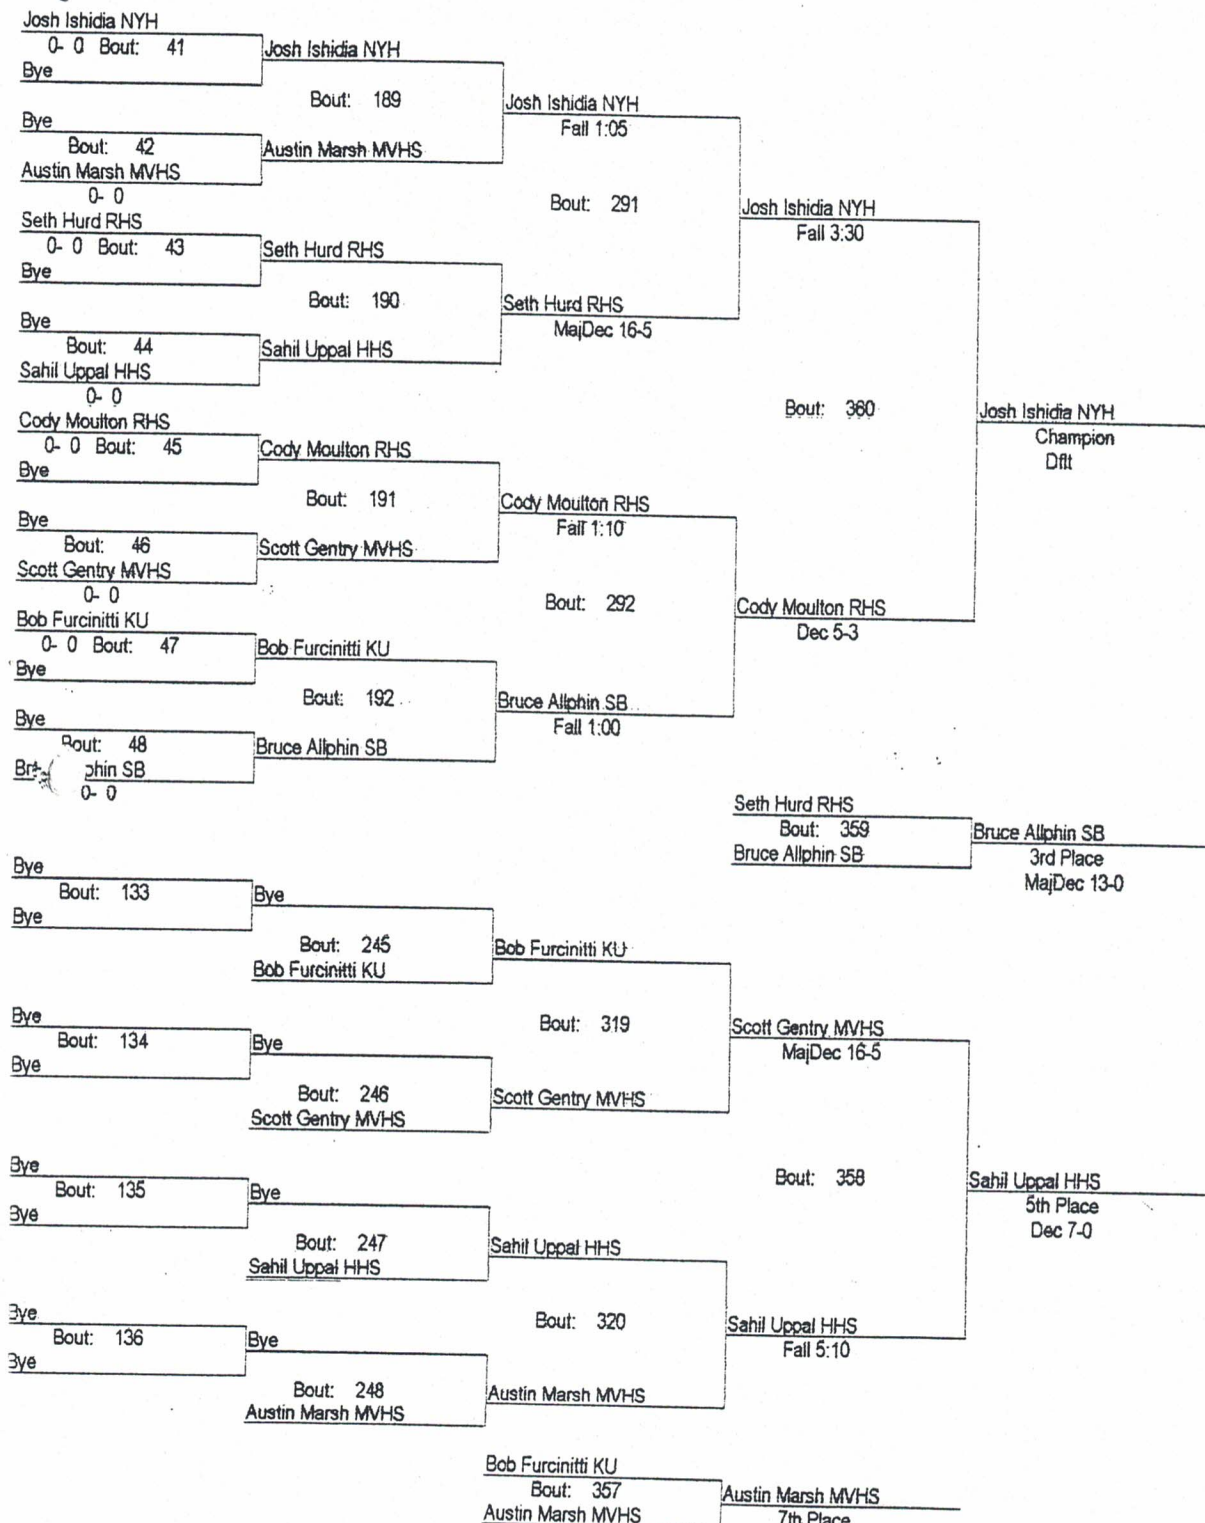 Josh Ishidia NYH
0- 0 Bout: 41
Bye
Josh Ishidia NYH
Bout: 189
Bye
Bout: 42
Austin Marsh MVHS
0- 0
Austin Marsh MVHS
Josh Ishidia NYH
Fall 1:05
Bout: 291
Seth Hurd RHS
0- 0 Bout: 43
Bye
Seth Hurd RHS
Bout: 190
Bye
Bout: 44
Sahil Uppal HHS
0- 0
Sahil Uppal HHS
Seth Hurd RHS
MajDec 16-5
Josh Ishidia NYH
Fall 3:30
Bout: 360
Josh Ishidia NYH
Champion
Dflt
Cody Moulton RHS
0- 0 Bout: 45
Bye
Cody Moulton RHS
Bout: 191
Bye
Bout: 46
Scott Gentry MVHS
0- 0
Scott Gentry MVHS
Cody Moulton RHS
Fall 1:10
Bout: 292
Bob Furcinitti KU
0- 0 Bout: 47
Bye
Bob Furcinitti KU
Bout: 192
Bye
Bout: 48
phin SB
0- 0
Bruce Allphin SB
Bruce Allphin SB
Fall 1:00
Cody Moulton RHS
Dec 5-3
Seth Hurd RHS
Bout: 359
Bruce Allphin SB
Bruce Allphin SB
3rd Place
MajDec 13-0
Bye
Bout: 133
Bye
Bye
Bout: 245
Bob Furcinitti KU
Bob Furcinitti KU
Bout: 319
Bye
Bout: 134
Bye
Bye
Bout: 246
Scott Gentry MVHS
Scott Gentry MVHS
Scott Gentry MVHS
MajDec 16-5
Bout: 358
Sahil Uppal HHS
5th Place
Dec 7-0
Bye
Bout: 135
Bye
Bye
Bout: 247
Sahil Uppal HHS
Sahil Uppal HHS
Bout: 320
Bye
Bout: 136
Bye
Bye
Bout: 248
Austin Marsh MVHS
Austin Marsh MVHS
Sahil Uppal HHS
Fall 5:10
Bob Furcinitti KU
Bout: 357
Austin Marsh MVHS
Austin Marsh MVHS
7th Place